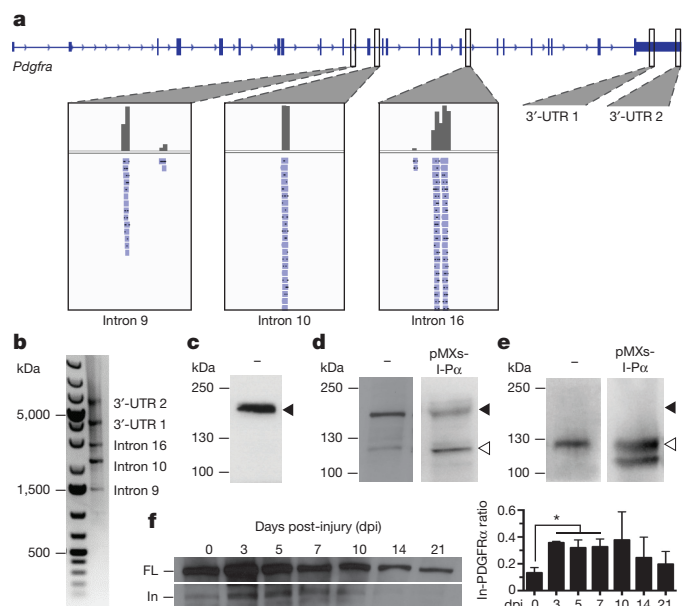 a
Pdgfra
3′-UTR 1
3′-UTR 2
Intron 9
Intron 10
Intron 16
b
kDa
5,000
1,500
500
3′-UTR 2
3′-UTR 1
Intron 16
Intron 10
Intron 9
c
–
kDa
250
130
100
d
–
pMXs-
I-Pα
kDa
250
130
100
e
–
pMXs-
I-Pα
kDa
250
130
100
f
Days post-injury (dpi)
0 3 5 7 10 14 21
FL
In
In-PDGFRα ratio
0.6
0.4
0.2
0
*
dpi 0 3 5 7 10 14 21